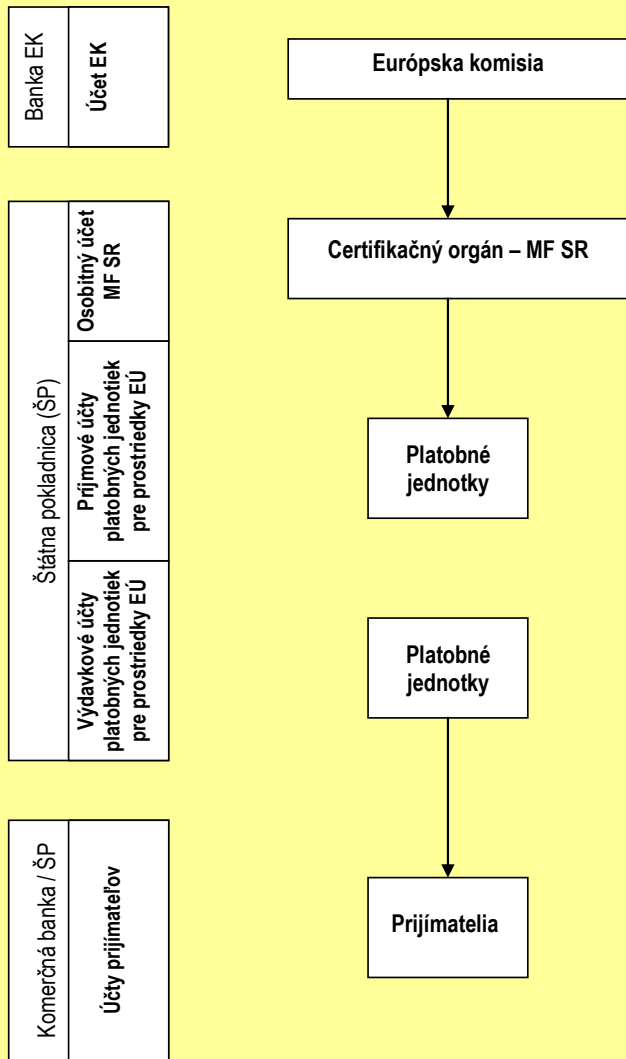 Banka EK
Účet EK
Európska komisia
Štátna pokladnica (ŠP)
Osobitný účet
MF SR
Certifikačný orgán – MF SR
Príjmové účty
platobných jednotiek
pre prostriedky EÚ
Platobné
jednotky
Výdavkové účty
platobných jednotiek
pre prostriedky EÚ
Platobné
jednotky
Komerčná banka / ŠP
Účty prijímateľov
Prijímatelia